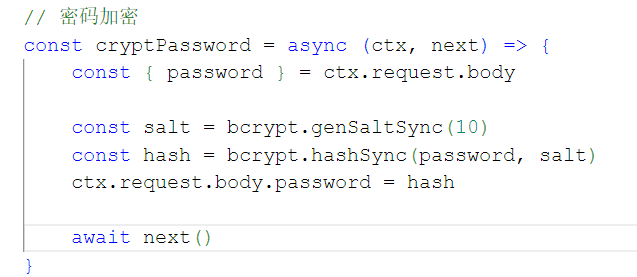 // 密码加密
const cryptPassword = async (ctx, next) => {
const { password } = ctx.request.body
const salt = bcrypt.genSaltSync(10)
const hash = bcrypt.hashSync(password, salt)
ctx.request.body.password = hash
await next()
}